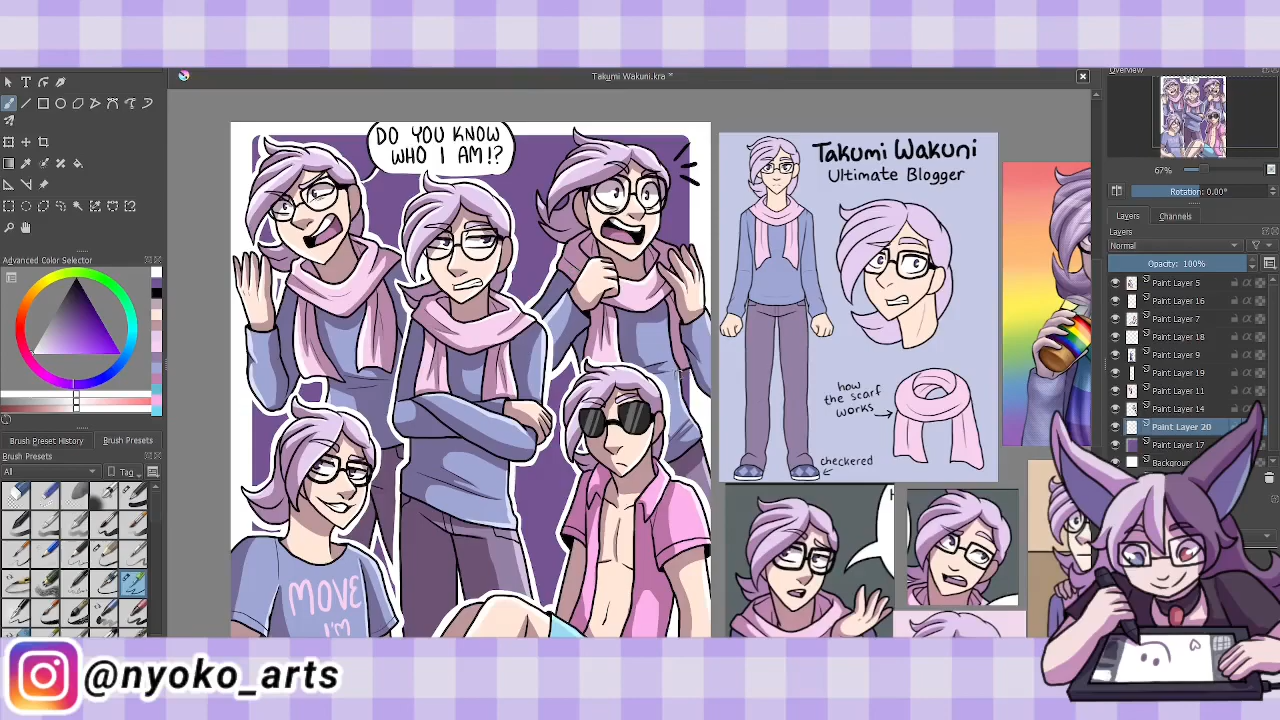 Takumi Wakuni.kra *
Overview
67%
Rotation: 0.00°
Layers
Channels
Layers
Normal
Opacity: 100%
Paint Layer 5
Paint Layer 16
Paint Layer 7
Paint Layer 18
Paint Layer 9
Paint Layer 19
Paint Layer 11
Paint Layer 14
Paint Layer 20
Paint Layer 17
Backgrou
Advanced Color Selector
Brush Preset History
Brush Presets
Brush Presets
All
Tag
DO YOU KNOW
WHO I AM!?
MOVE
I'M
Takumi Wakuni
Ultimate Blogger
how
the scarf
works
checkered
@nyoko_arts